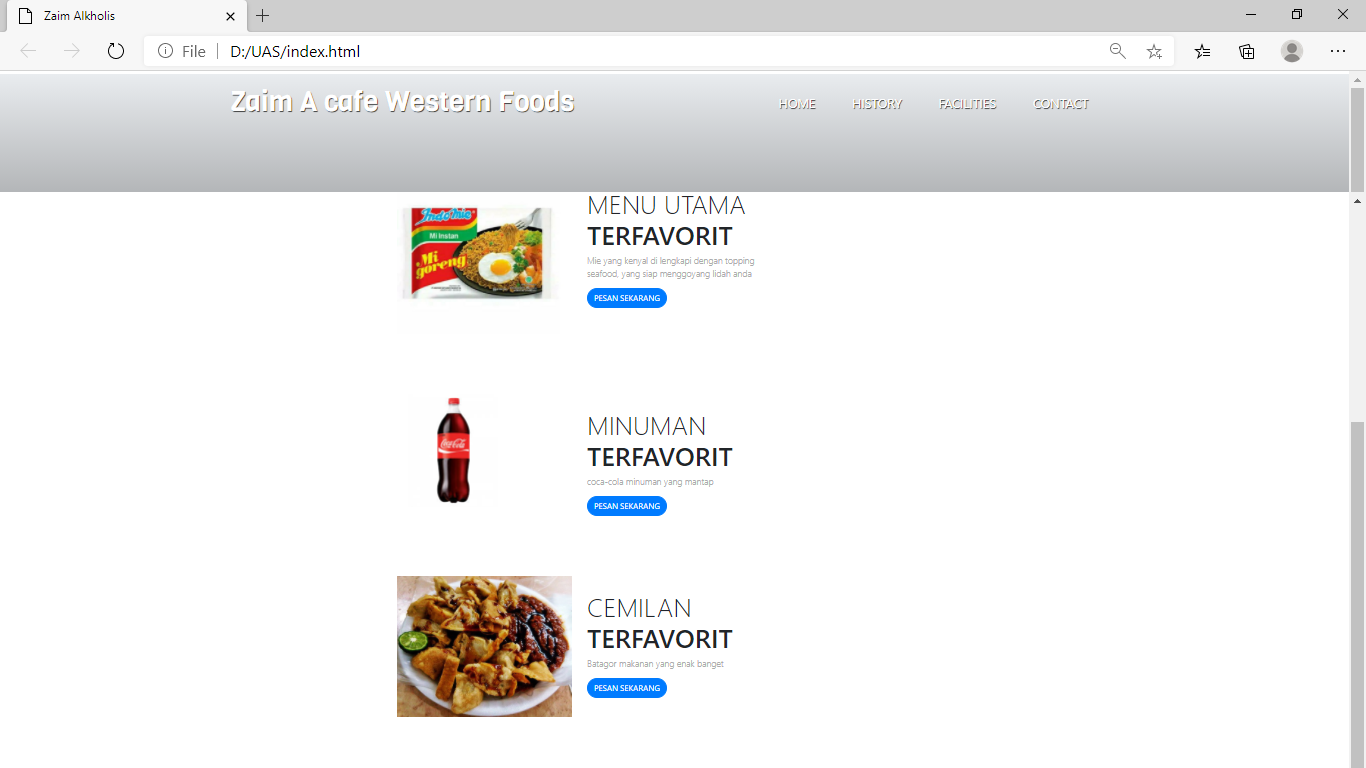 Zaim Alkholis
File
D:/UAS/index.html
Zaim A cafe Western Foods
HOME
HISTORY
FACILITIES
CONTACT
Indomie
Mi Instan
Mi
goreng
MENU UTAMA
TERFAVORIT
Mie yang kenyal di lengkapi dengan topping
seafood, yang siap menggoyang lidah anda
PESAN SEKARANG
Coca-Cola
MINUMAN
TERFAVORIT
coca-cola minuman yang mantap
PESAN SEKARANG
CEMILAN
TERFAVORIT
Batagor makanan yang enak banget
PESAN SEKARANG